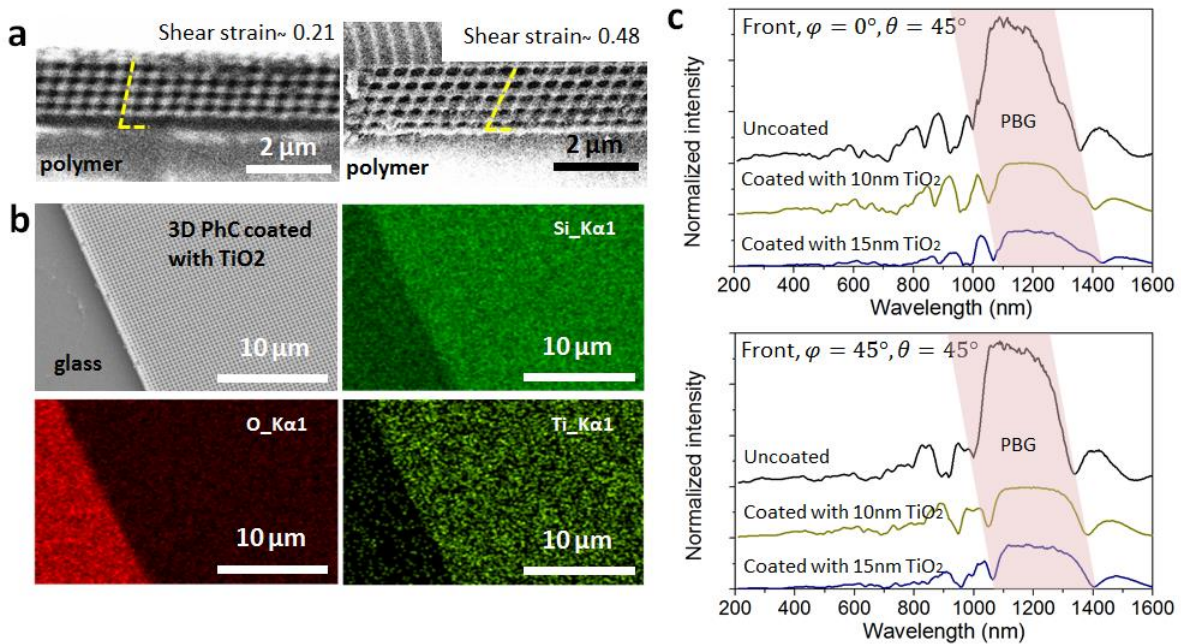 a
Shear strain~ 0.21
polymer
2 µm
Shear strain~ 0.48
polymer
2 µm
b
3D PhC coated
with TiO2
glass
10 µm
Si_Kα1
10 µm
O_Kα1
10 µm
Ti_Kα1
10 µm
c
Front, φ = 0°, θ = 45°
Uncoated
PBG
Coated with 10nm TiO₂
Coated with 15nm TiO₂
Normalized intensity
200 400 600 800 1000 1200 1400 1600
Wavelength (nm)
Front, φ = 45°, θ = 45°
Uncoated
PBG
Coated with 10nm TiO₂
Coated with 15nm TiO₂
Normalized intensity
200 400 600 800 1000 1200 1400 1600
Wavelength (nm)